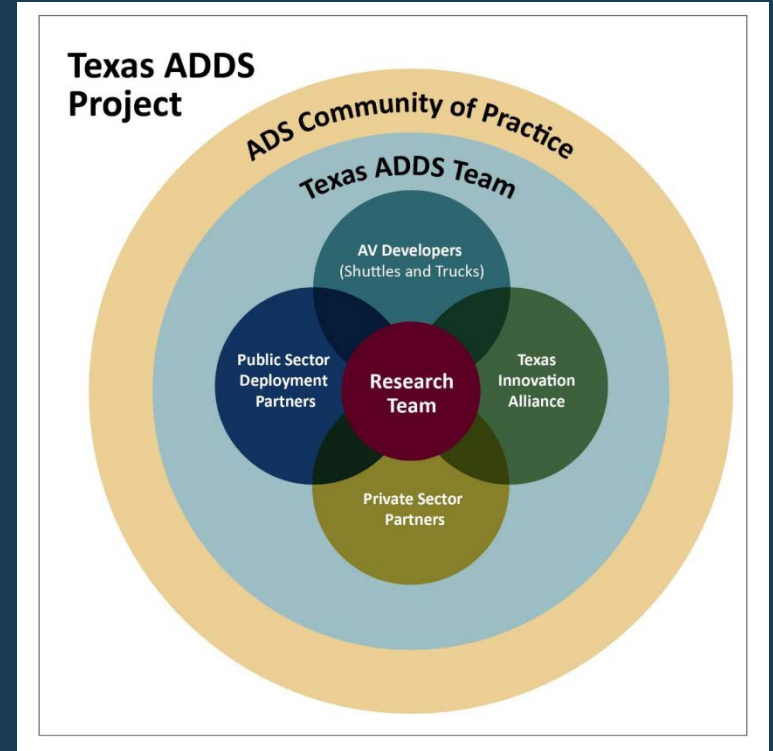 Texas ADDS
Project
ADS Community of Practice
Texas ADDS Team
AV Developers
(Shuttles and Trucks)
Public Sector
Deployment
Partners
Research
Team
Texas
Innovation
Alliance
Private Sector
Partners